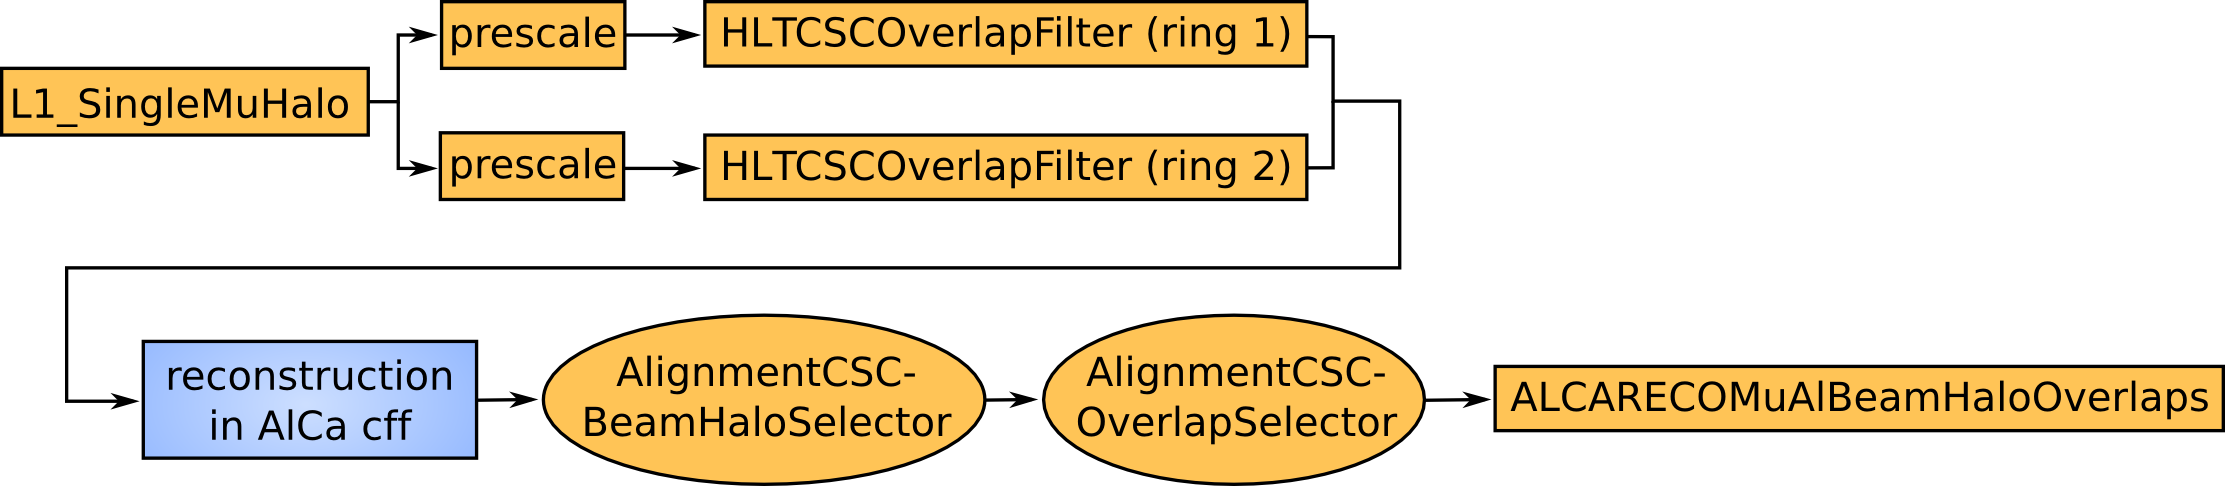 prescale
HLTCSCOverlapFilter (ring 1)
L1_SingleMuHalo
prescale
HLTCSCOverlapFilter (ring 2)
reconstruction
in AlCa cff
AlignmentCSC-
BeamHaloSelector
AlignmentCSC-
OverlapSelector
ALCARECOMuAlBeamHaloOverlaps